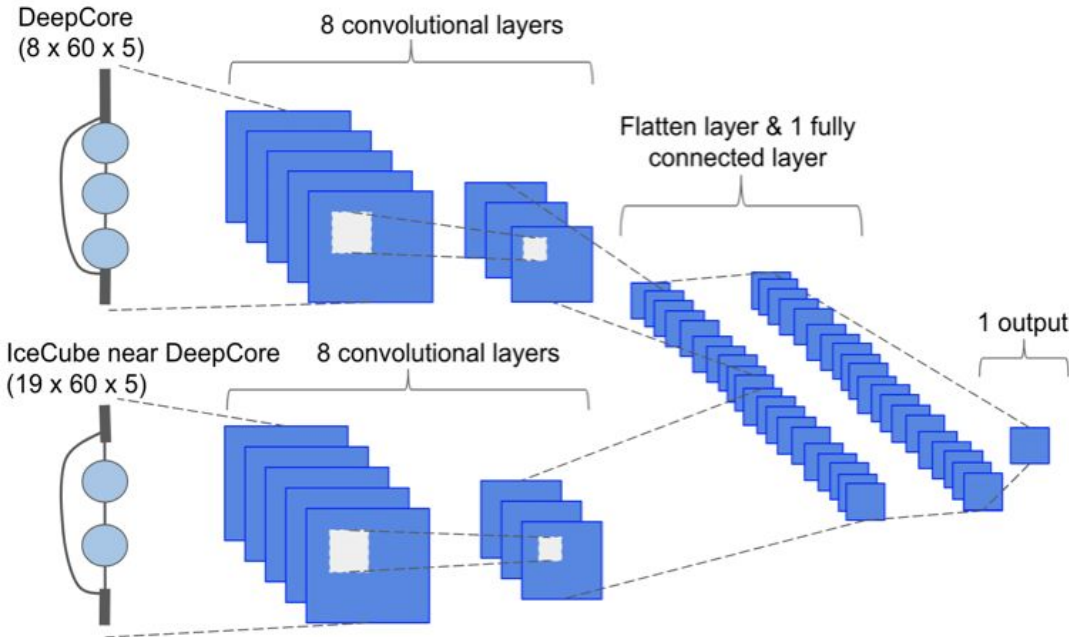 DeepCore
(8 x 60 x 5)
8 convolutional layers
Flatten layer & 1 fully
connected layer
1 output
IceCube near DeepCore
(19 x 60 x 5)
8 convolutional layers